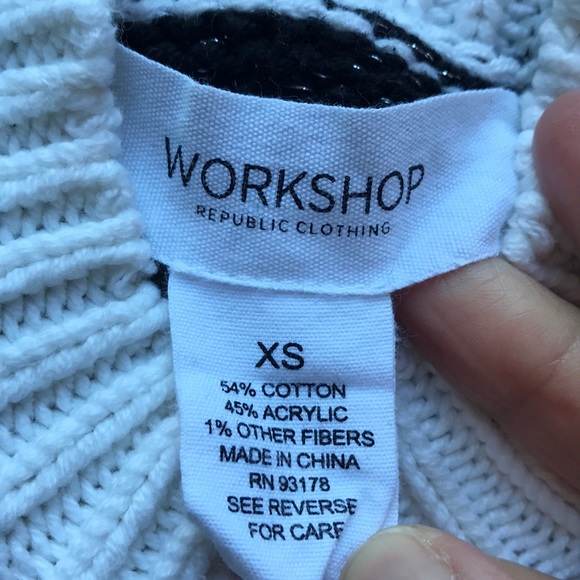 WORKSHOP
REPUBLIC CLOTHING
XS
54% COTTON
45% ACRYLIC
1% OTHER FIBERS
MADE IN CHINA
RN 93178
SEE REVERSE
FOR CARE